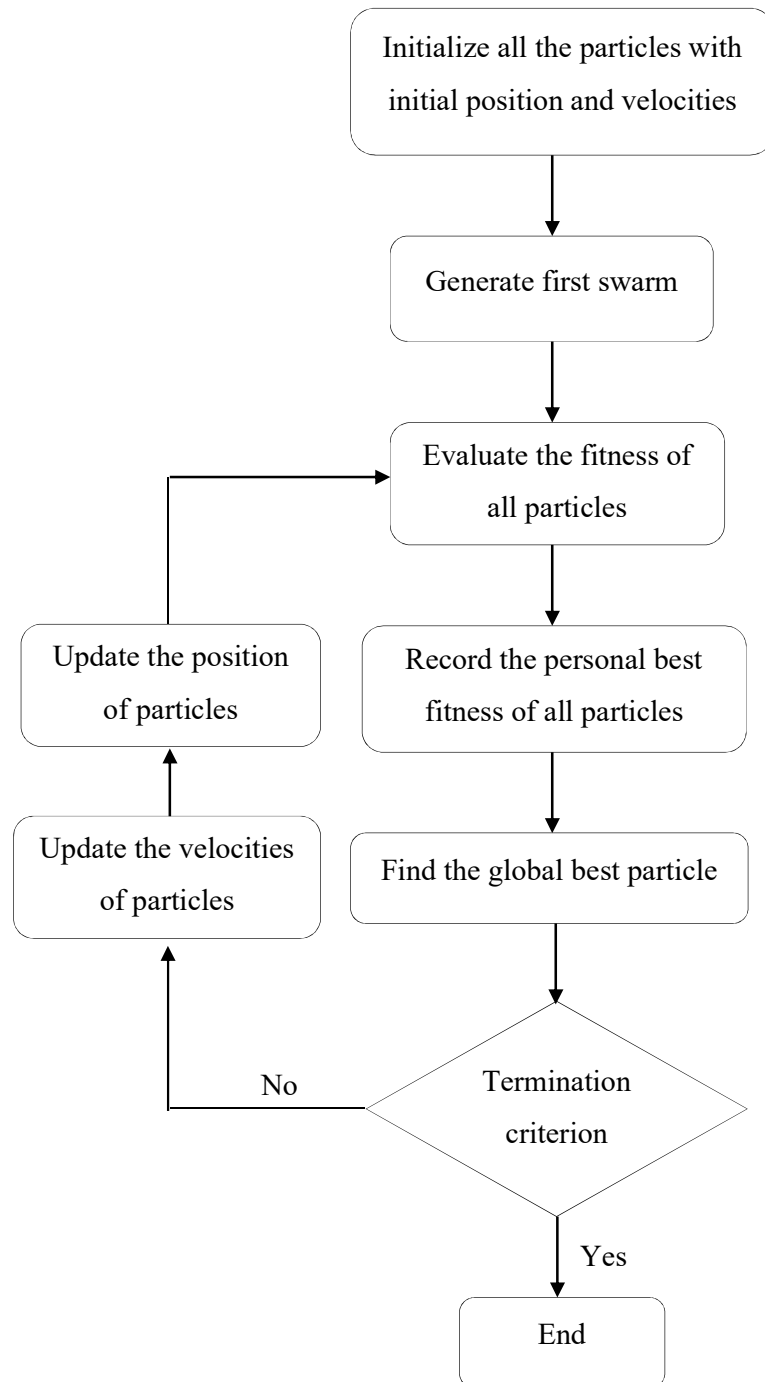 Initialize all the particles with
initial position and velocities
Generate first swarm
Evaluate the fitness of
all particles
Record the personal best
fitness of all particles
Find the global best particle
Termination
criterion
No
Update the velocities
of particles
Update the position
of particles
Yes
End